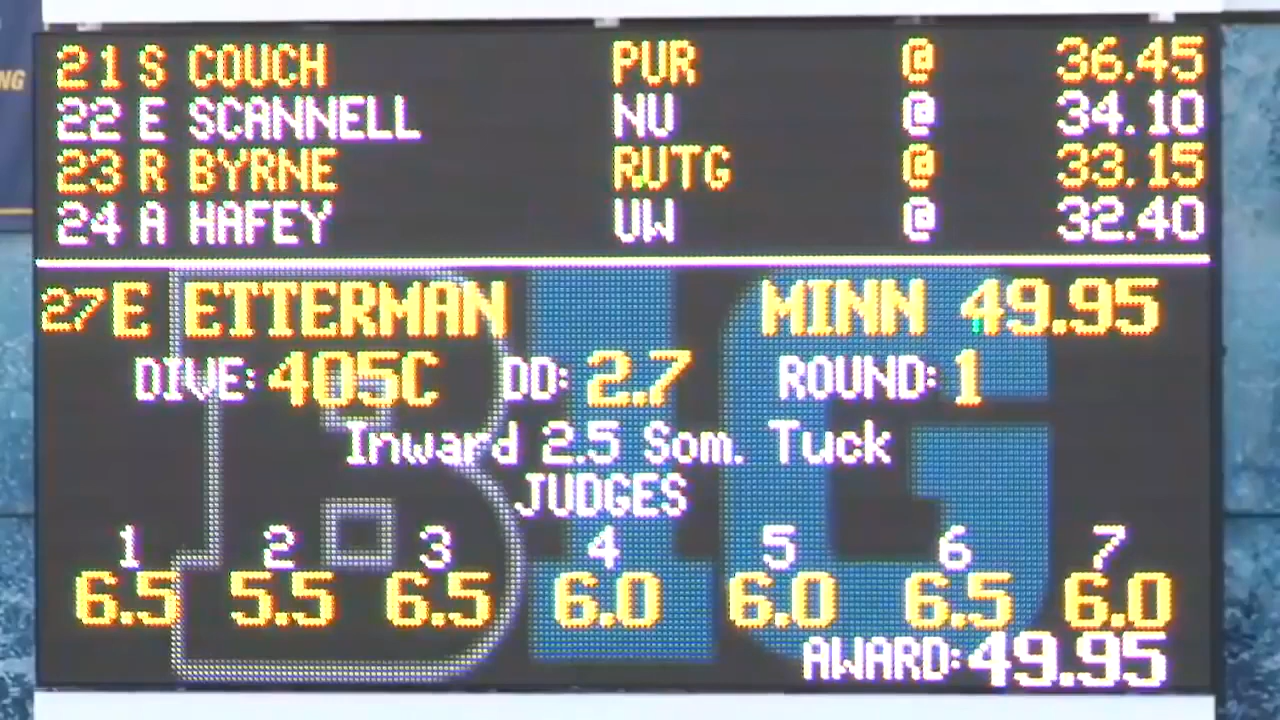 NG
21 S COUCH PUR @ 36.45
22 E SCANNELL NU @ 34.10
23 R BYRNE RUTG @ 33.15
24 A HAFEY UW @ 32.40
27 E ETTERMAN MINN 49.95
DIVE: 405C DD: 2.7 ROUND: 1
Inward 2.5 Som. Tuck
JUDGES
1 2 3 4 5 6 7
6.5 5.5 6.5 6.0 6.0 6.5 6.0
AWARD: 49.95
BIG